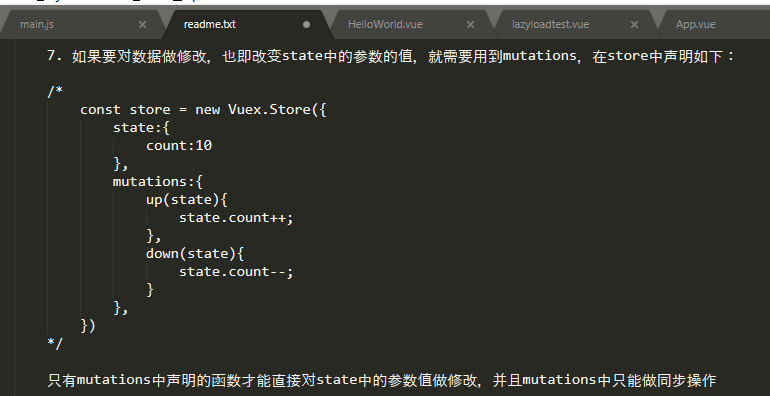 main.js
readme.txt
HelloWorld.vue
lazyloadtest.vue
App.vue
7. 如果要对数据做修改，也即改变state中的参数的值，就需要用到mutations，在store中声明如下：
/*
const store = new Vuex.Store({
state:{
count:10
},
mutations:{
up(state){
state.count++;
},
down(state){
state.count--;
}
},
})
*/
只有mutations中声明的函数才能直接对state中的参数值做修改，并且mutations中只能做同步操作